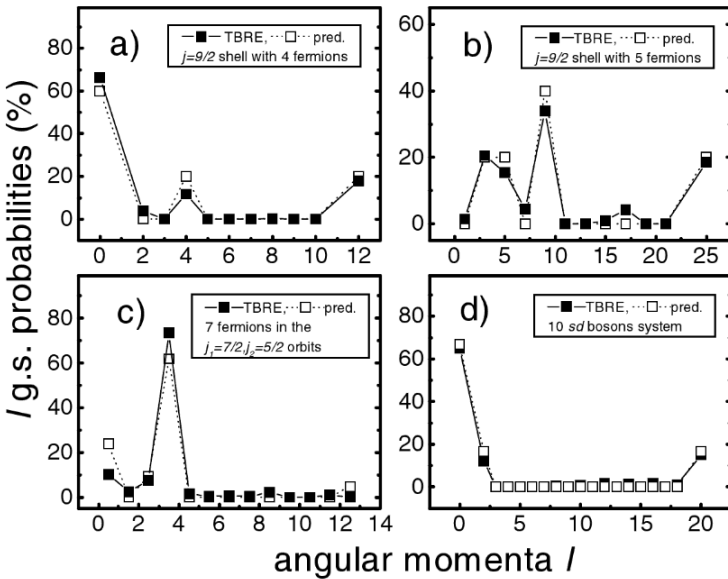 I g.s. probabilities (%)
a)
TBRE, pred.
j=9/2 shell with 4 fermions
80
60
40
20
0
0 2 4 6 8 10 12
b)
TBRE, pred.
j=9/2 shell with 5 fermions
60
40
20
0
0 5 10 15 20 25
c)
TBRE, pred.
7 fermions in the
j₁=7/2,j₂=5/2 orbits
80
60
40
20
0
0 2 4 6 8 10 12 14
d)
TBRE, pred.
10 sd bosons system
80
60
40
20
0
0 5 10 15 20
angular momenta I